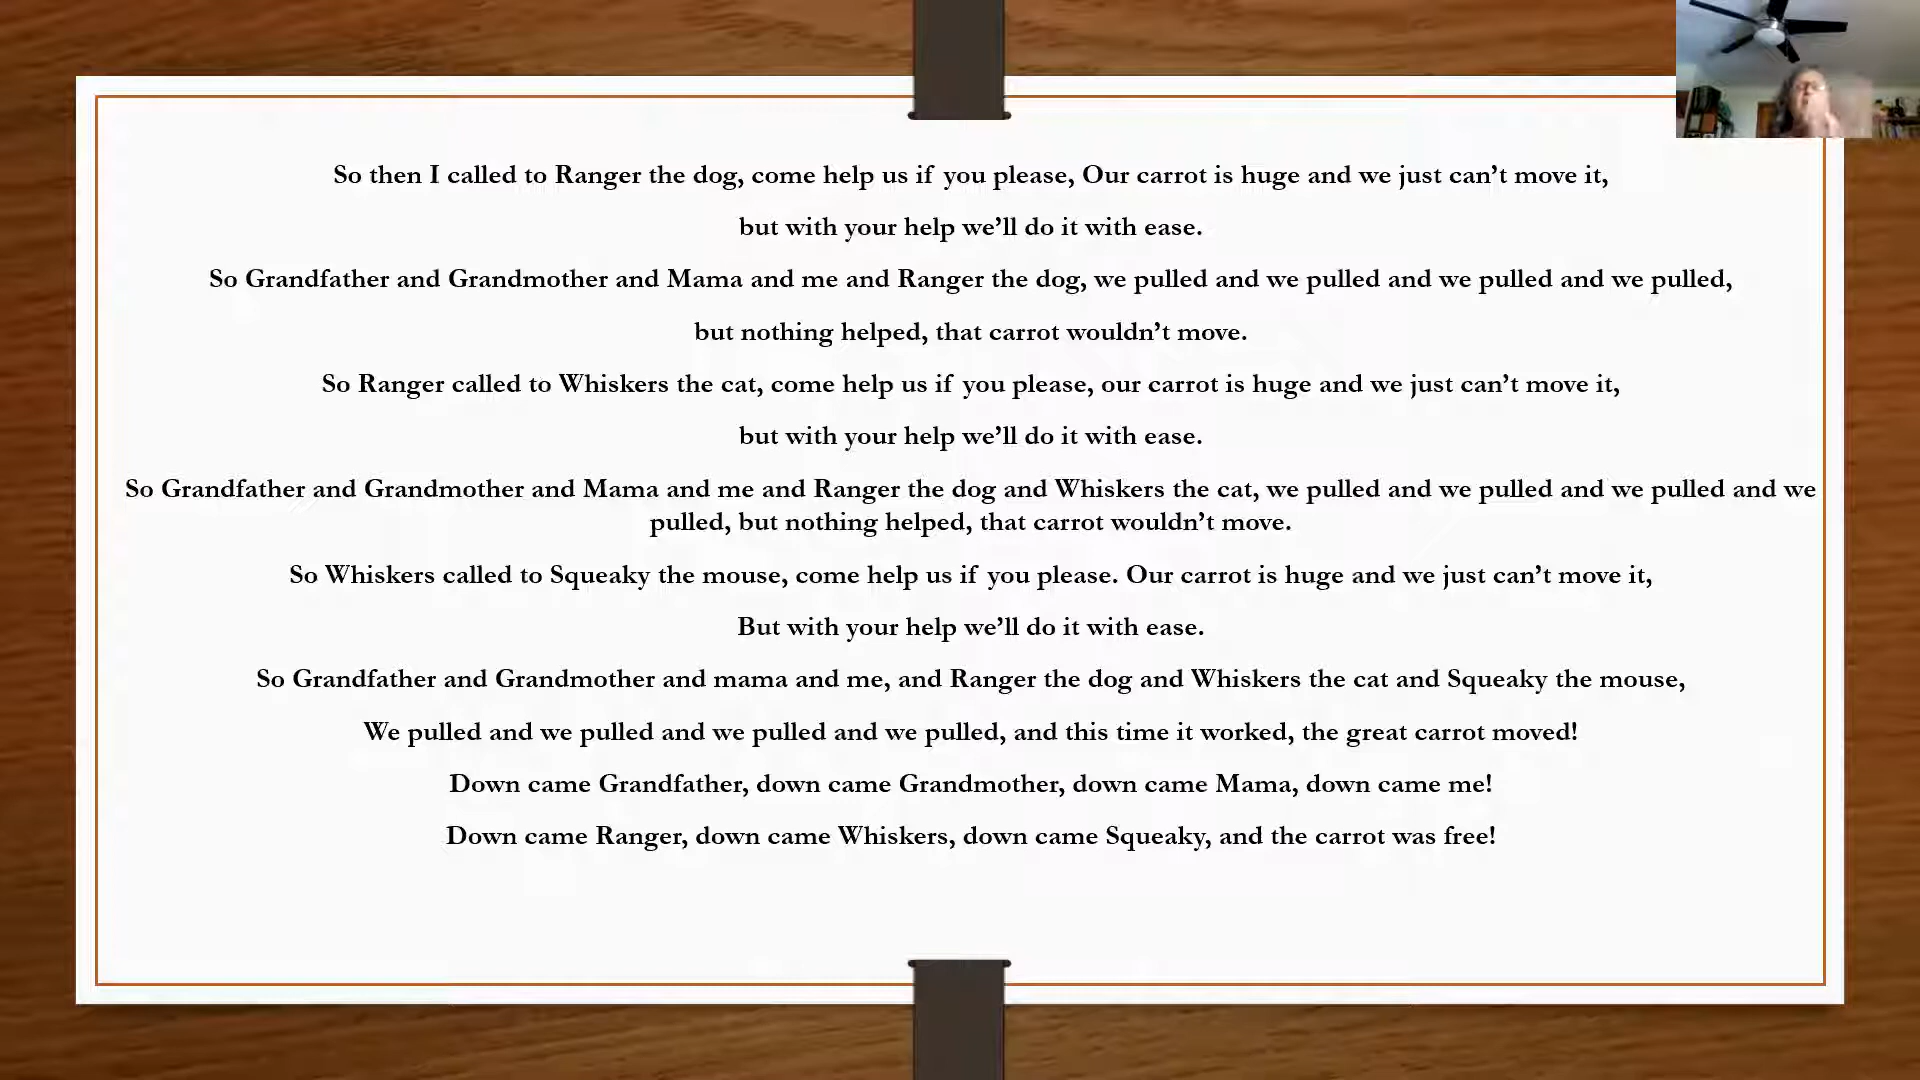 So then I called to Ranger the dog, come help us if you please, Our carrot is huge and we just can’t move it,
but with your help we’ll do it with ease.
So Grandfather and Grandmother and Mama and me and Ranger the dog, we pulled and we pulled and we pulled and we pulled,
but nothing helped, that carrot wouldn’t move.
So Ranger called to Whiskers the cat, come help us if you please, our carrot is huge and we just can’t move it,
but with your help we’ll do it with ease.
So Grandfather and Grandmother and Mama and me and Ranger the dog and Whiskers the cat, we pulled and we pulled and we pulled and we
pulled, but nothing helped, that carrot wouldn’t move.
So Whiskers called to Squeaky the mouse, come help us if you please. Our carrot is huge and we just can’t move it,
But with your help we’ll do it with ease.
So Grandfather and Grandmother and mama and me, and Ranger the dog and Whiskers the cat and Squeaky the mouse,
We pulled and we pulled and we pulled and we pulled, and this time it worked, the great carrot moved!
Down came Grandfather, down came Grandmother, down came Mama, down came me!
Down came Ranger, down came Whiskers, down came Squeaky, and the carrot was free!